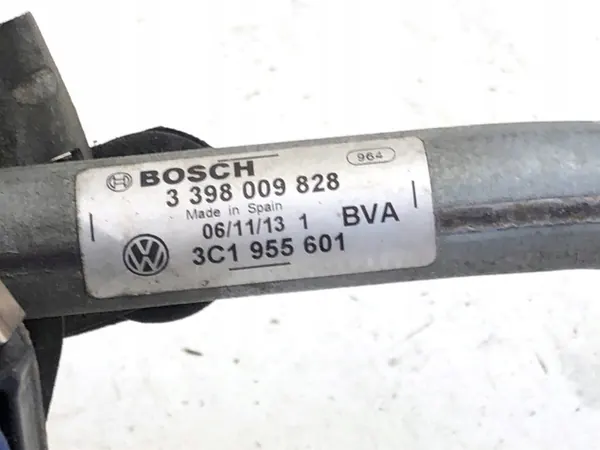 BOSCH 964
3 398 009 828
Made in Spain
06/11/13 1 BVA
3C1 955 601